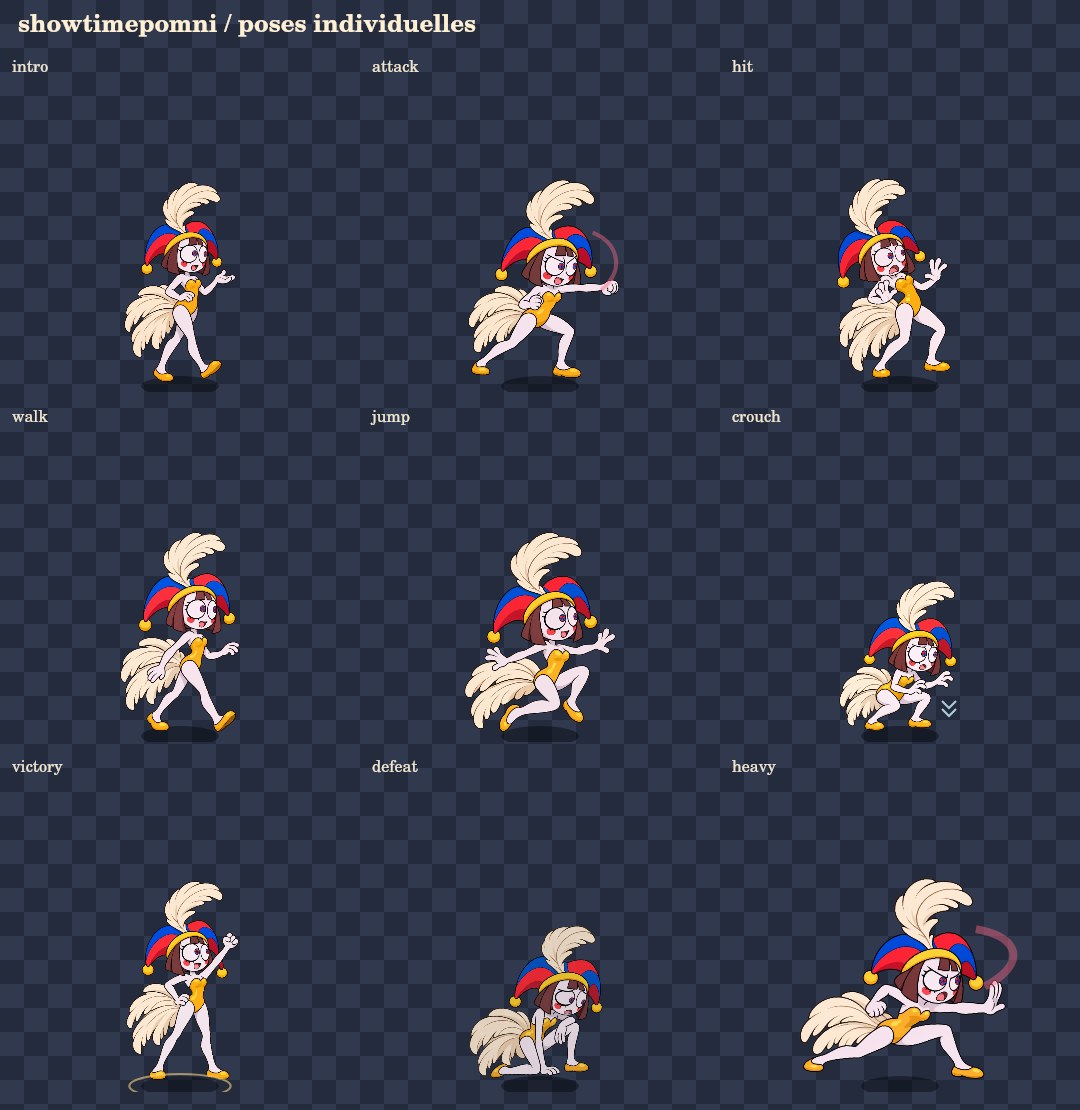 showtimepomni / poses individuelles
intro
attack
hit
walk
jump
crouch
victory
defeat
heavy